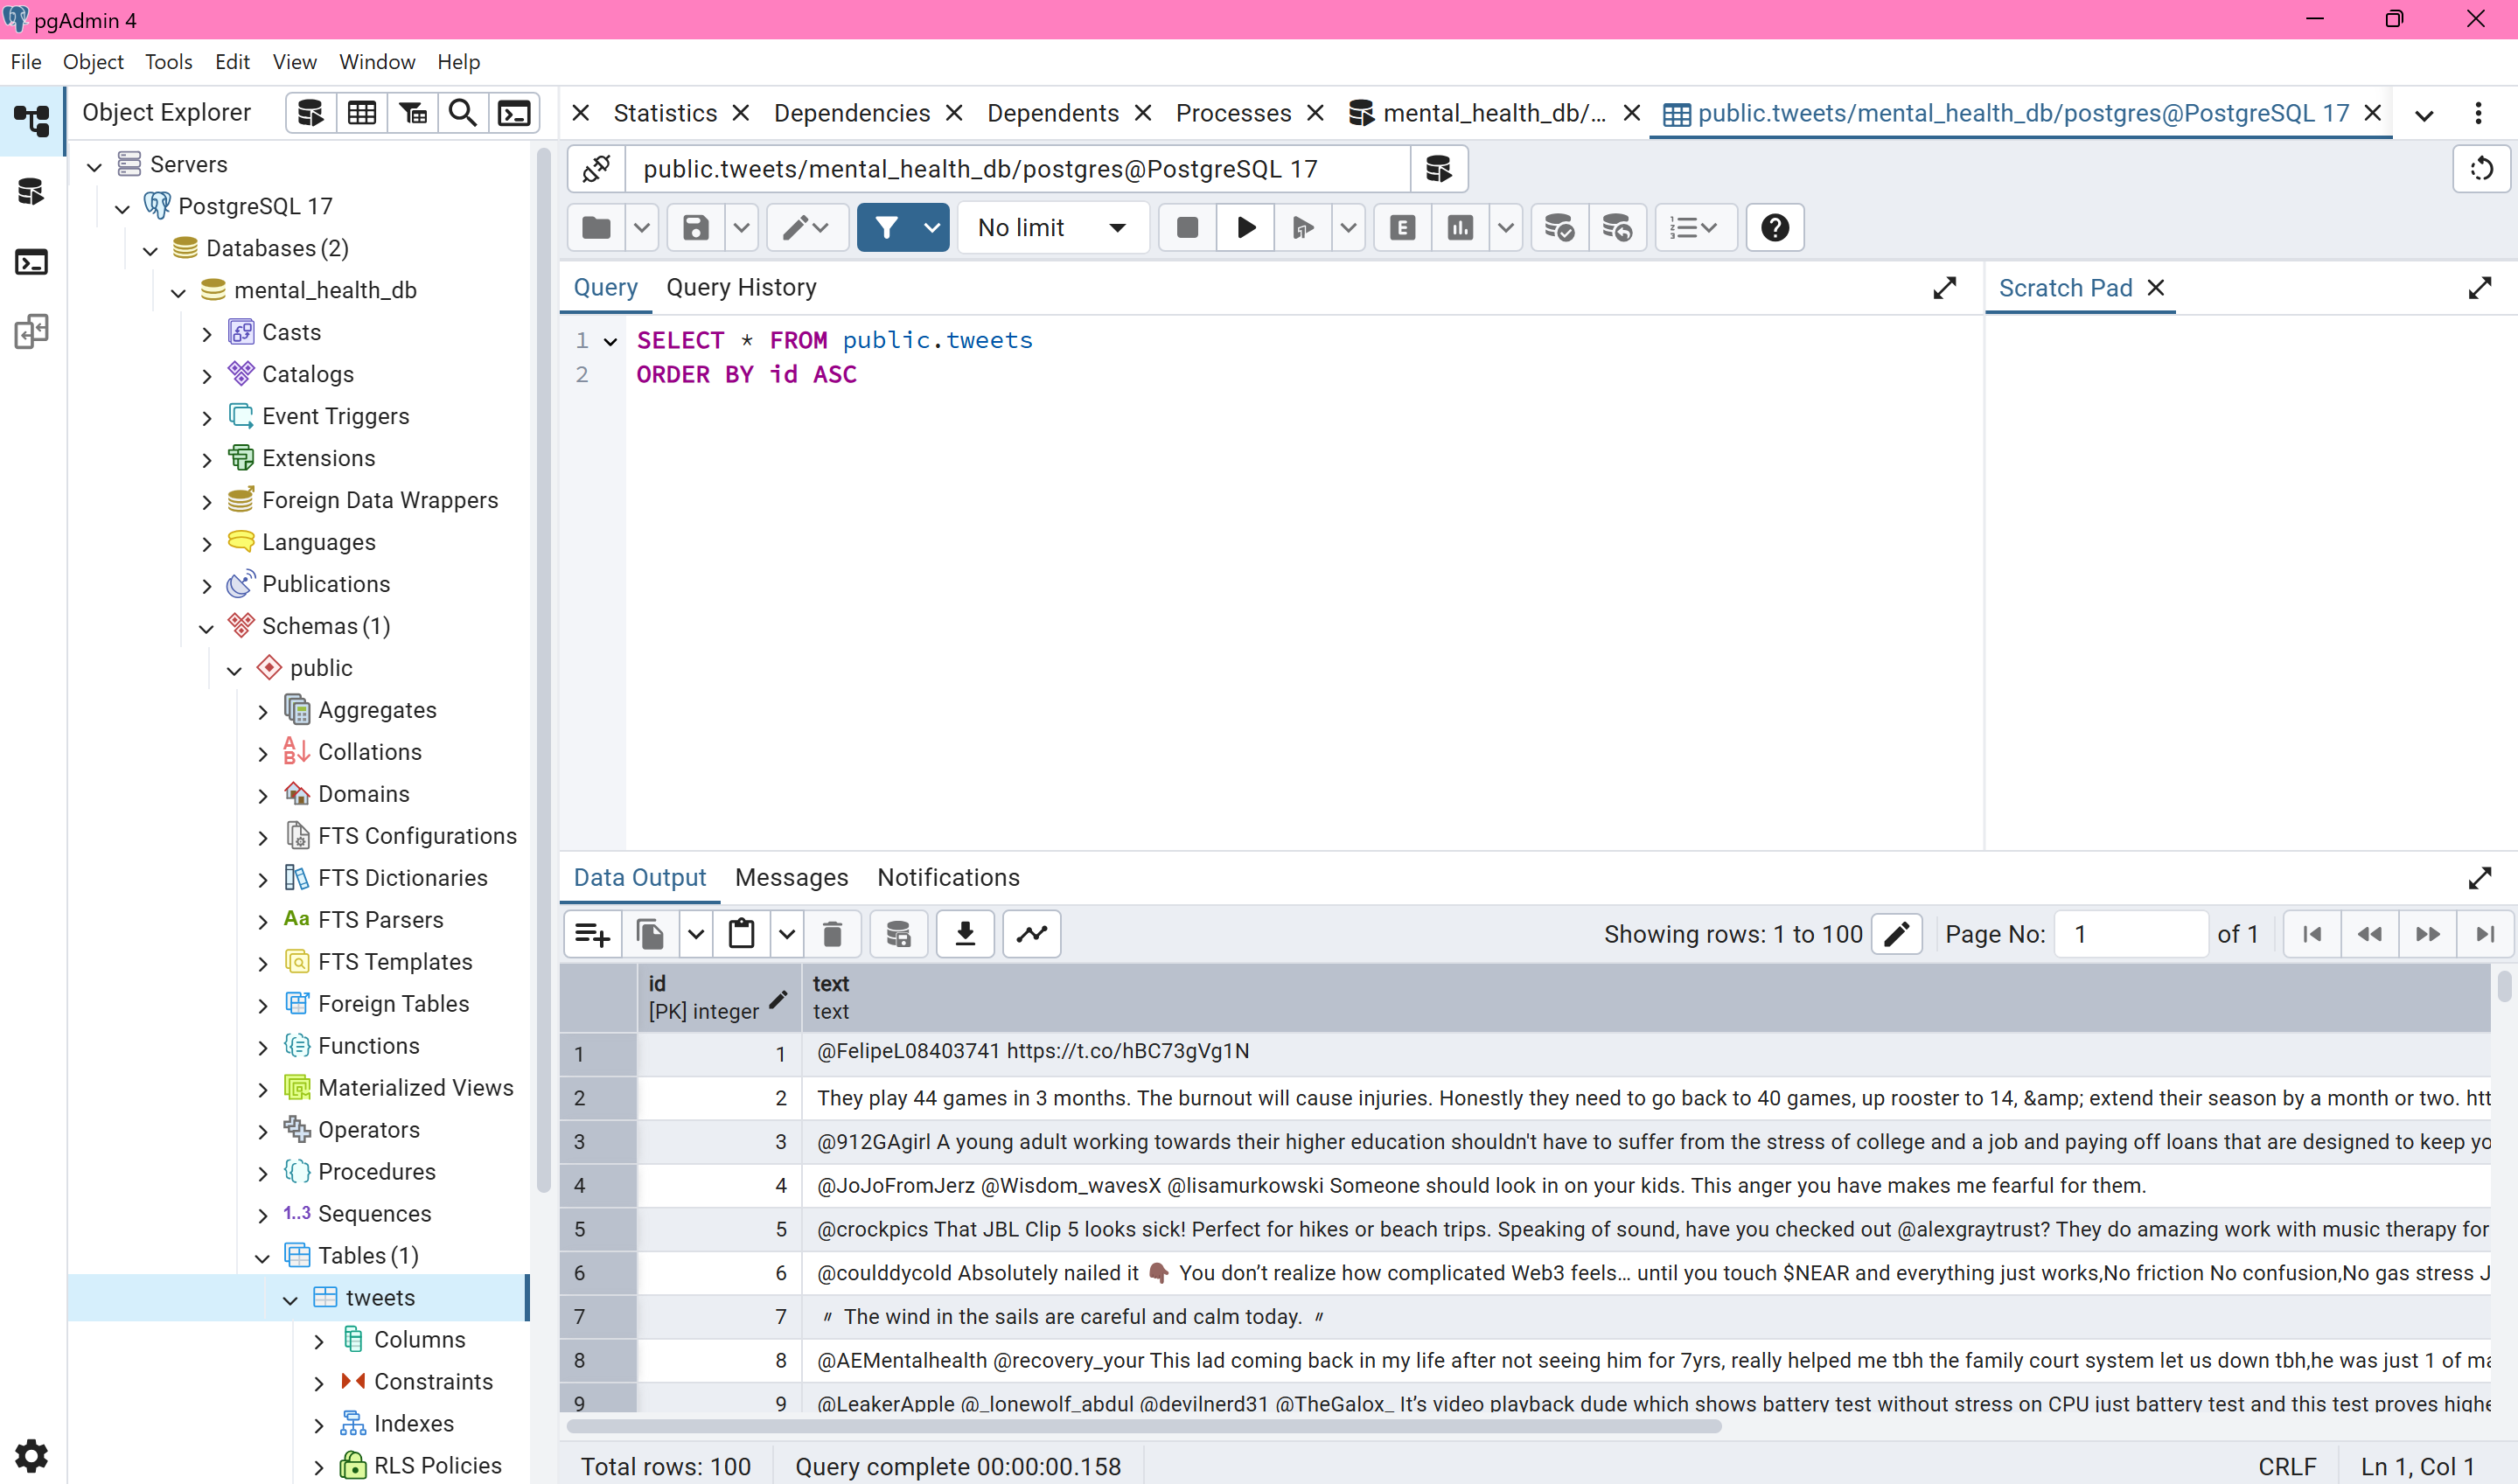 pgAdmin 4
File Object Tools Edit View Window Help
Object Explorer
Statistics Dependencies Dependents Processes mental_health_db/... public.tweets/mental_health_db/postgres@PostgreSQL 17
public.tweets/mental_health_db/postgres@PostgreSQL 17
No limit
E
Query Query History
Scratch Pad
1 SELECT * FROM public.tweets
2 ORDER BY id ASC
Servers
PostgreSQL 17
Databases (2)
mental_health_db
Casts
Catalogs
Event Triggers
Extensions
Foreign Data Wrappers
Languages
Publications
Schemas (1)
public
Aggregates
Collations
Domains
FTS Configurations
FTS Dictionaries
Aa FTS Parsers
FTS Templates
Foreign Tables
Functions
Materialized Views
Operators
Procedures
1..3 Sequences
Tables (1)
tweets
Columns
Constraints
Indexes
RLS Policies
Data Output Messages Notifications
Showing rows: 1 to 100 Page No: 1 of 1
id text
[PK] integer text
1 1 @FelipeL08403741 https://t.co/hBC73gVg1N
2 2 They play 44 games in 3 months. The burnout will cause injuries. Honestly they need to go back to 40 games, up rooster to 14, &amp; extend their season by a month or two. htt
3 3 @912GAgirl A young adult working towards their higher education shouldn't have to suffer from the stress of college and a job and paying off loans that are designed to keep yo
4 4 @JoJoFromJerz @Wisdom_wavesX @lisamurkowski Someone should look in on your kids. This anger you have makes me fearful for them.
5 5 @crockpics That JBL Clip 5 looks sick! Perfect for hikes or beach trips. Speaking of sound, have you checked out @alexgraytrust? They do amazing work with music therapy for
6 6 @coulddycold Absolutely nailed it 👇🏾 You don’t realize how complicated Web3 feels… until you touch $NEAR and everything just works,No friction No confusion,No gas stress J
7 7 〃 The wind in the sails are careful and calm today. 〃
8 8 @AEMentalhealth @recovery_your This lad coming back in my life after not seeing him for 7yrs, really helped me tbh the family court system let us down tbh,he was just 1 of ma
9 9 @LeakerApple @_lonewolf_abdul @devilnerd31 @TheGalox_ It’s video playback dude which shows battery test without stress on CPU just battery test and this test proves highe
Total rows: 100 Query complete 00:00:00.158 CRLF Ln 1, Col 1